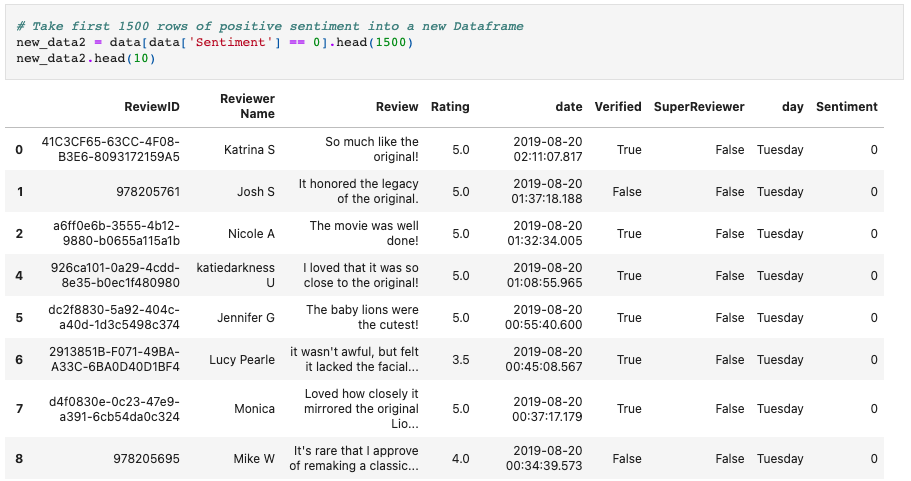 # Take first 1500 rows of positive sentiment into a new Dataframe
new_data2 = data[data['Sentiment'] == 0].head(1500)
new_data2.head(10)
ReviewID Reviewer Name Review Rating date Verified SuperReviewer day Sentiment
0 41C3CF65-63CC-4F08-B3E6-8093172159A5 Katrina S So much like the original! 5.0 2019-08-20 02:11:07.817 True False Tuesday 0
1 978205761 Josh S It honored the legacy of the original. 5.0 2019-08-20 01:37:18.188 False False Tuesday 0
2 a6ff0e6b-3555-4b12-9880-b0655a115a1b Nicole A The movie was well done! 5.0 2019-08-20 01:32:34.005 True False Tuesday 0
4 926ca101-0a29-4cdd-8e35-b0ec1f480980 katiedarkness U I loved that it was so close to the original! 5.0 2019-08-20 01:08:55.965 True False Tuesday 0
5 dc2f8830-5a92-404c-a40d-1d3c5498c374 Jennifer G The baby lions were the cutest! 5.0 2019-08-20 00:55:40.600 True False Tuesday 0
6 2913851B-F071-49BA-A33C-6BA0D40D1BF4 Lucy Pearle it wasn't awful, but felt it lacked the facial... 3.5 2019-08-20 00:45:08.567 True False Tuesday 0
7 d4f0830e-0c23-47e9-a391-6cb54da0c324 Monica Loved how closely it mirrored the original Lio... 5.0 2019-08-20 00:37:17.179 True False Tuesday 0
8 978205695 Mike W It's rare that I approve of remaking a classic... 4.0 2019-08-20 00:34:39.573 False False Tuesday 0